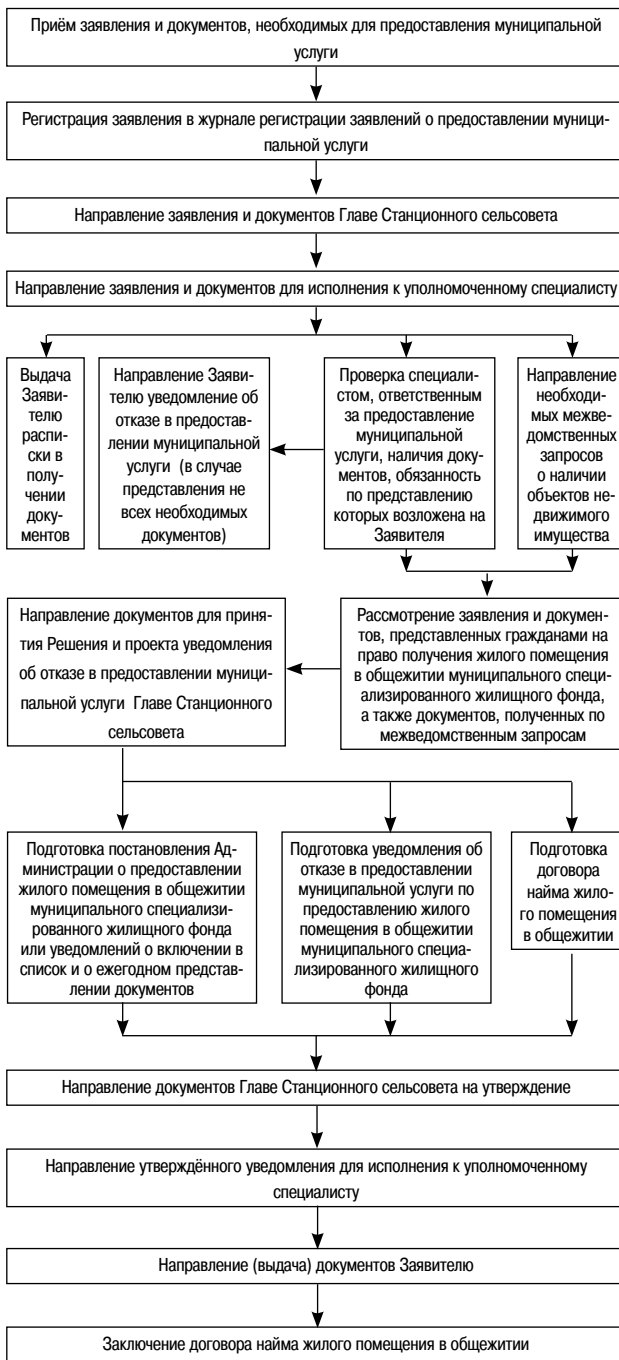 Приём заявления и документов, необходимых для предоставления муниципальной
услуги
Регистрация заявления в журнале регистрации заявлений о предоставлении муници-
пальной услуги
Направление заявления и документов Главе Станционного сельсовета
Направление заявления и документов для исполнения к уполномоченному специалисту
Выдача
Заяви-
телю
распи-
ски в
полу-
чении
доку-
ментов
Направление Заяви-
телю уведомление об
отказе в предостав-
лении муниципальной
услуги (в случае
представления не
всех необходимых
документов)
Проверка специали-
стом, ответственным
за предоставление
муниципальной
услуги, наличия доку-
ментов, обязанность
по представлению
которых возложена на
Заявителя
Направление
необходи-
мых межве-
домственных
запросов
о наличии
объектов не-
движимого
имущества
Направление документов для приня-
тия Решения и проекта уведомления
об отказе в предоставлении муници-
пальной услуги Главе Станционного
сельсовета
Рассмотрение заявления и докумен-
тов, представленных гражданами на
право получения жилого помещения
в общежитии муниципального специ-
ализированного жилищного фонда,
а также документов, полученных по
межведомственным запросам
Подготовка постановления Ад-
министрации о предоставлении
жилого помещения в общежитии
муниципального специализи-
рованного жилищного фонда
или уведомлений о включении в
список и о ежегодном представ-
лении документов
Подготовка уведомления об
отказе в предоставлении
муниципальной услуги по
предоставлению жилого
помещения в общежитии
муниципального специа-
лизированного жилищного
фонда
Подготовка
договора
найма жило-
го помещения
в общежитии
Направление документов Главе Станционного сельсовета на утверждение
Направление утверждённого уведомления для исполнения к уполномоченному
специалисту
Направление (выдача) документов Заявителю
Заключение договора найма жилого помещения в общежитии